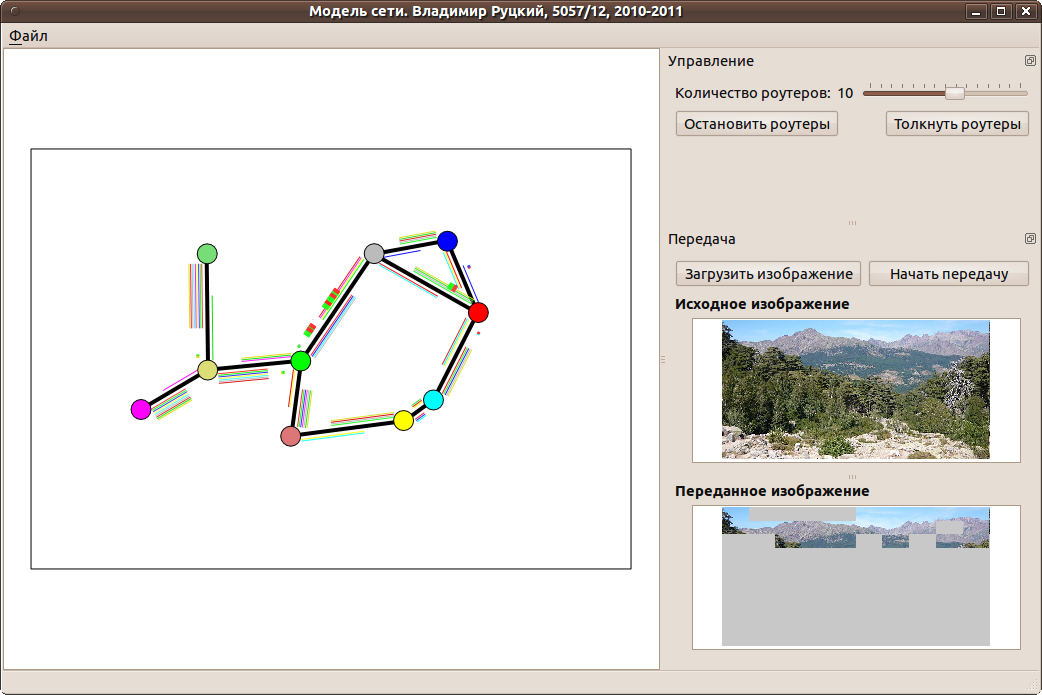 Модель сети. Владимир Руцкий, 5057/12, 2010-2011
Файл
Управление
Количество роутеров: 10
Остановить роутеры Толкнуть роутеры
Передача
Загрузить изображение Начать передачу
Исходное изображение
Переданное изображение